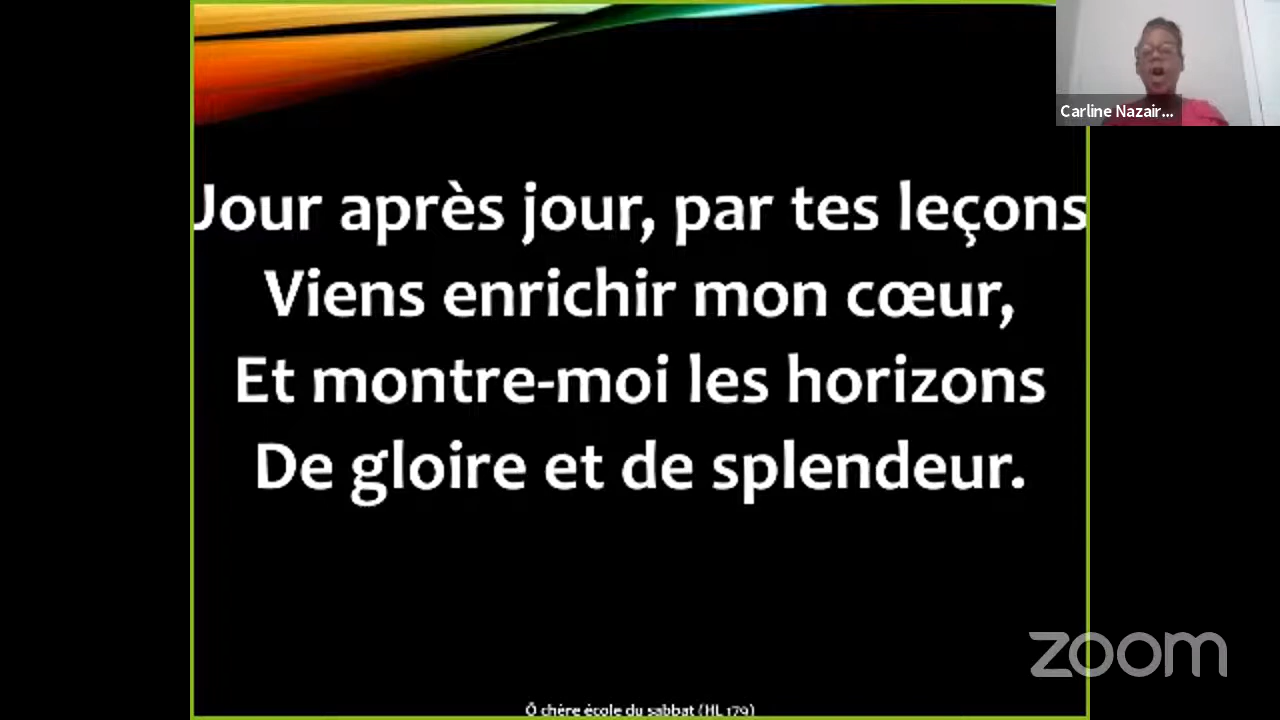 Carline Nazair...
Jour après jour, par tes leçons
Viens enrichir mon cœur,
Et montre-moi les horizons
De gloire et de splendeur.
zoom
Ô chère école du sabbat (HL 179)